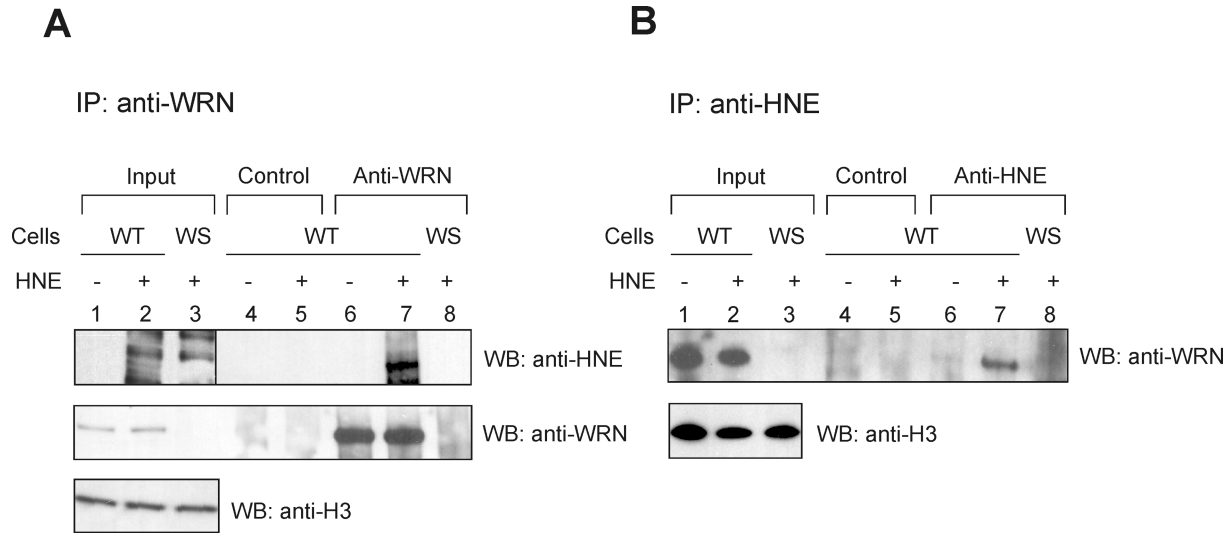 A
IP: anti-WRN
Input Control Anti-WRN
Cells WT WS WT WS
HNE - + + - + - + +
1 2 3 4 5 6 7 8
WB: anti-HNE
WB: anti-WRN
WB: anti-H3
B
IP: anti-HNE
Input Control Anti-HNE
Cells WT WS WT WS
HNE - + + - + - + +
1 2 3 4 5 6 7 8
WB: anti-WRN
WB: anti-H3